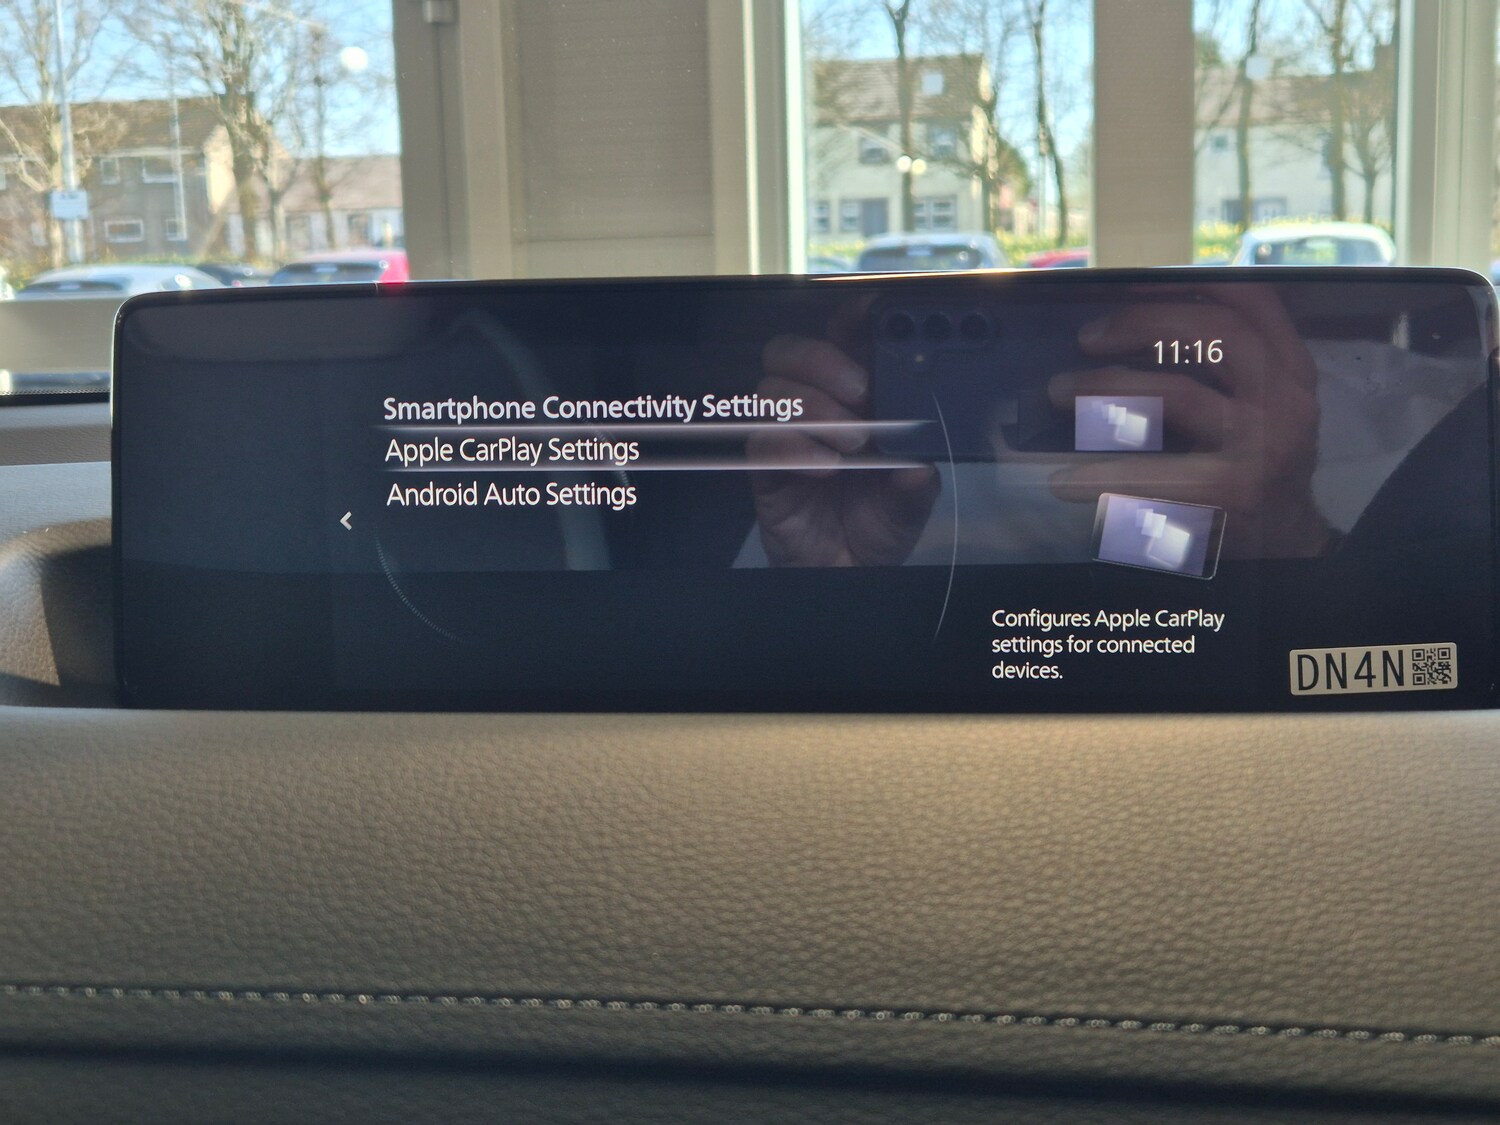 11:16
Smartphone Connectivity Settings
Apple CarPlay Settings
Android Auto Settings
Configures Apple CarPlay
settings for connected
devices.
DN4N